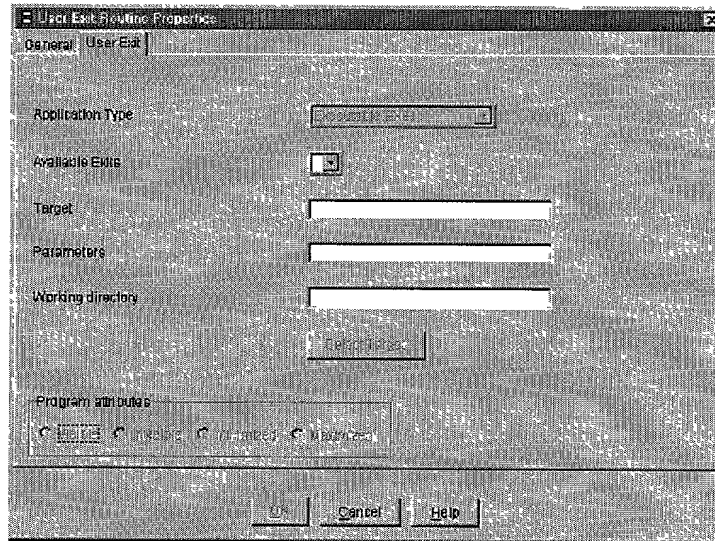 User Exit Routine Properties
General User Exit
Application Type
Available Exits
Target
Parameters
Working directory
Program attributes
Maximized
Cancel Help